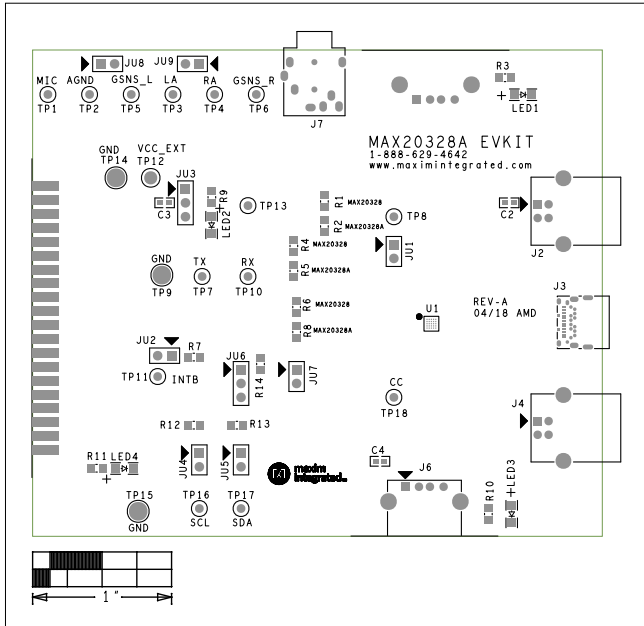 JU8
JU9
MIC
AGND
GSNS_L
LA
RA
GSNS_R
TP1
TP2
TP5
TP3
TP4
TP6
J7
R3
+
LED1
MAX20328A EVKIT
1-888-629-4642
www.maximintegrated.com
GND
TP14
VCC_EXT
TP12
JU3
C3
R9
+
LED2
TP13
R1
MAX20328
R2
MAX20328A
R4
MAX20328
R5
MAX20328A
TP8
JU1
C2
J2
GND
TP9
TX
TP7
RX
TP10
R6
MAX20328
R8
MAX20328A
U1
REV-A
04/18 AMD
J3
JU2
R7
TP11
INTB
JU6
R14
JU7
CC
TP18
J4
R12
R13
R11
LED4
+
JU4
JU5
maxim
integrated™
C4
J6
R10
+LED3
TP15
GND
TP16
SCL
TP17
SDA
1"